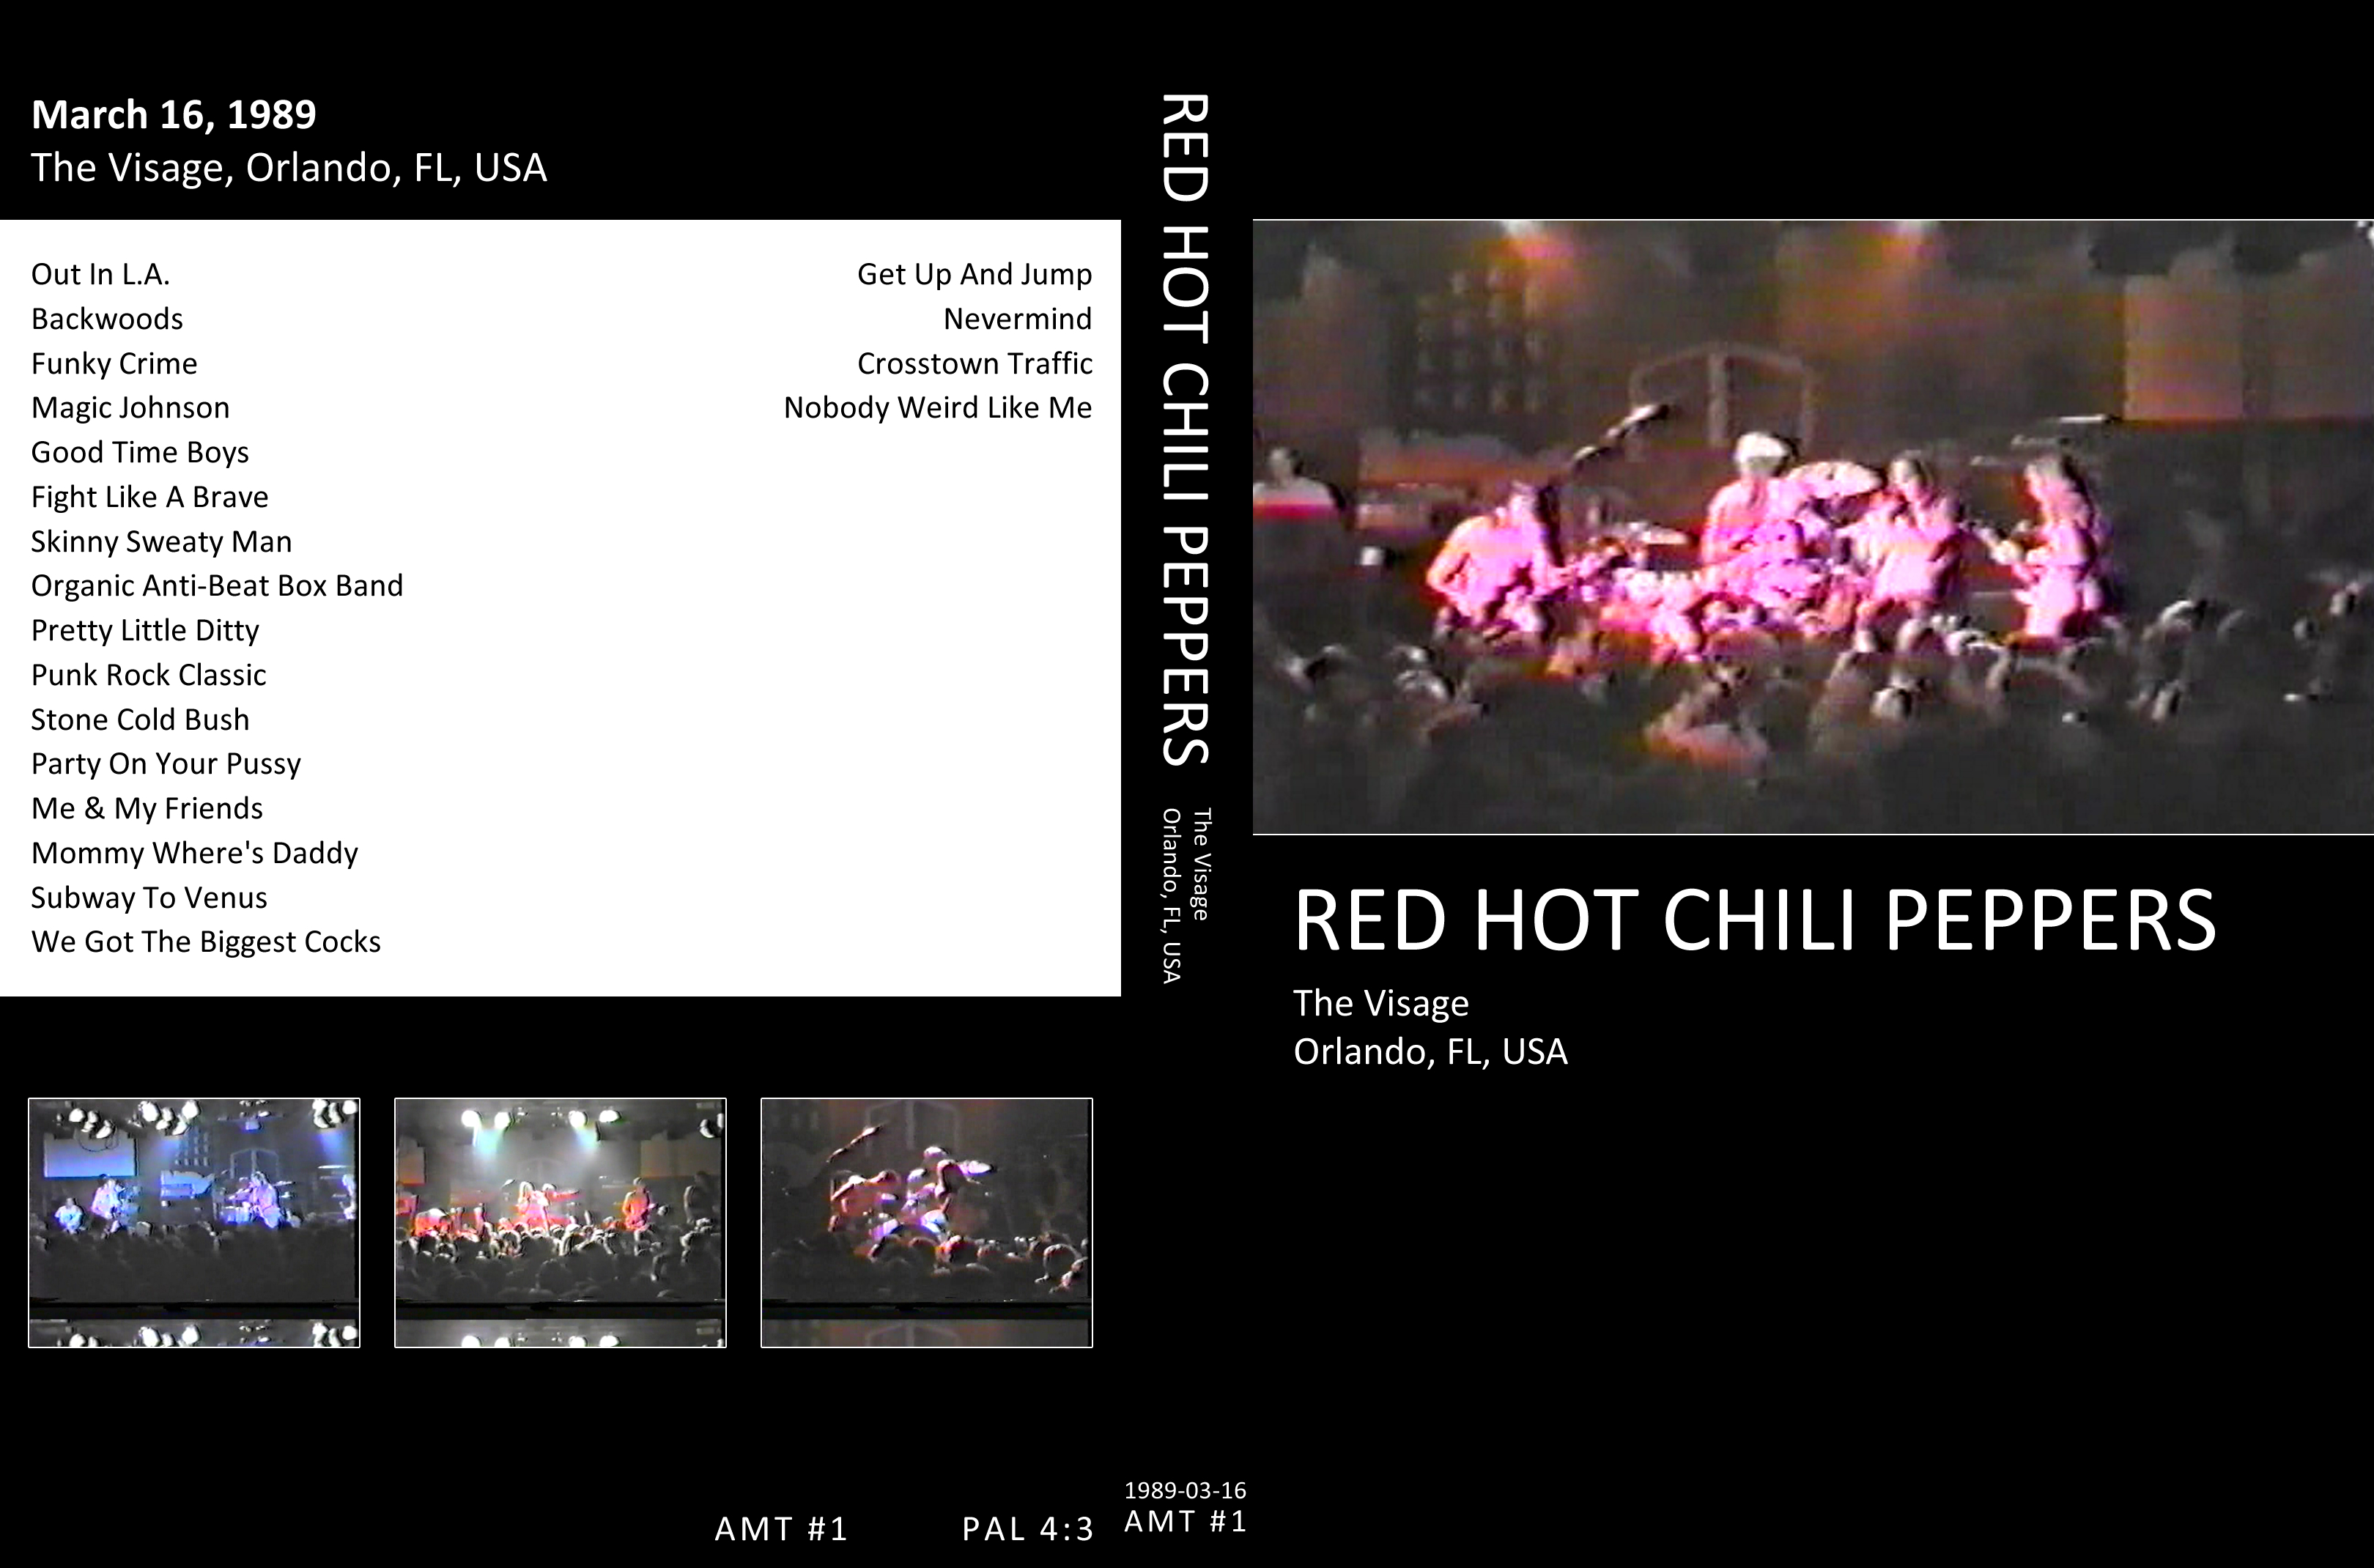 March 16, 1989
The Visage, Orlando, FL, USA
Out In L.A.
Backwoods
Funky Crime
Magic Johnson
Good Time Boys
Fight Like A Brave
Skinny Sweaty Man
Organic Anti-Beat Box Band
Pretty Little Ditty
Punk Rock Classic
Stone Cold Bush
Party On Your Pussy
Me & My Friends
Mommy Where's Daddy
Subway To Venus
We Got The Biggest Cocks
Get Up And Jump
Nevermind
Crosstown Traffic
Nobody Weird Like Me
AMT #1
PAL 4:3
RED HOT CHILI PEPPERS
The Visage
Orlando, FL, USA
1989-03-16
AMT #1
RED HOT CHILI PEPPERS
The Visage
Orlando, FL, USA